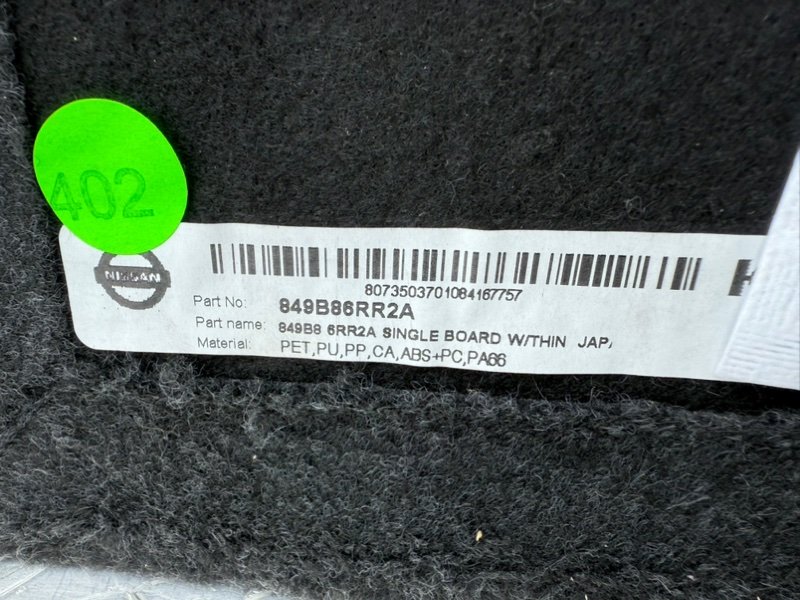 402
NISSAN
8073503701084167757
Part No: 849B86RR2A
Part name: 849B8 6RR2A SINGLE BOARD W/THIN JAP
Material: PET,PU,PP,CA,ABS+PC,PA66